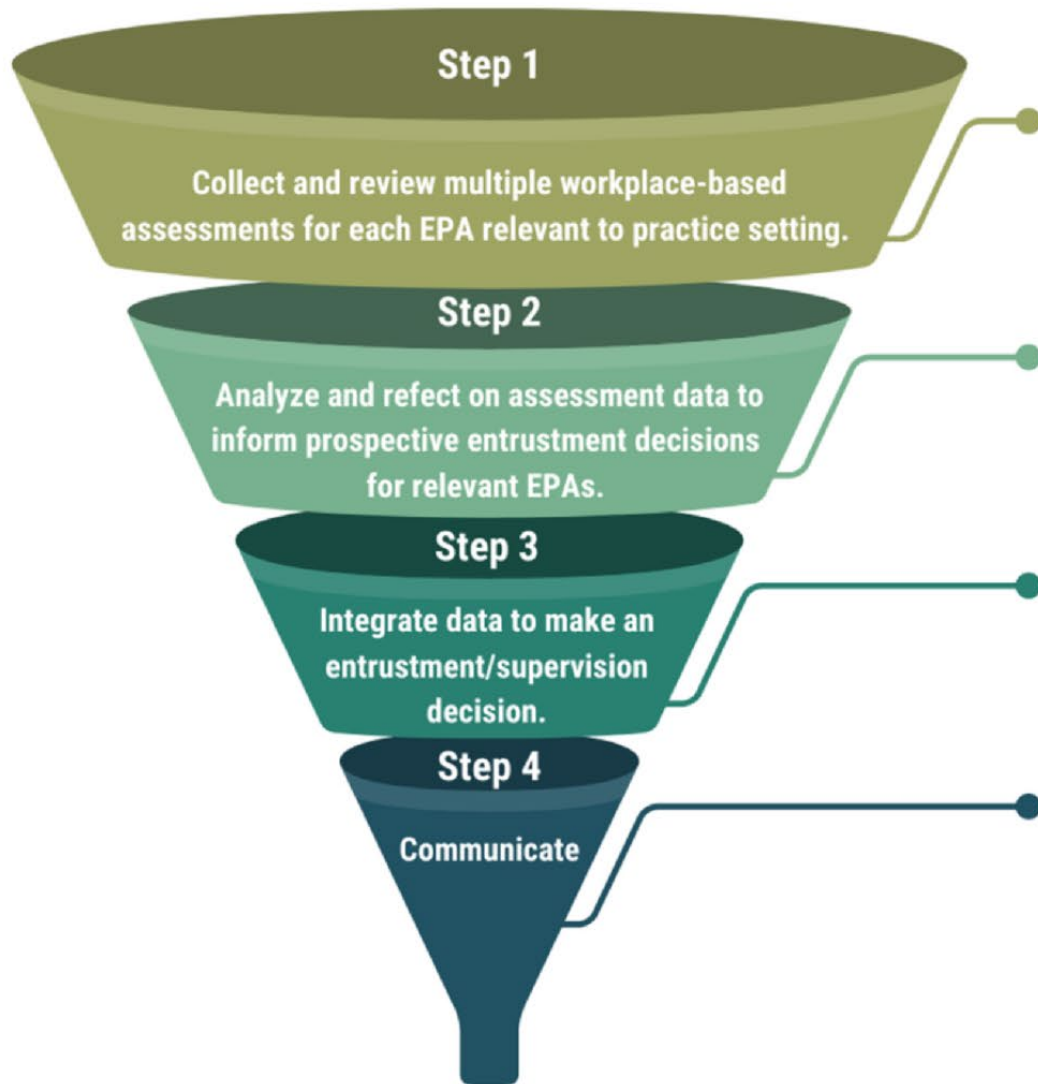 Step 1
Collect and review multiple workplace-based
assessments for each EPA relevant to practice setting.
Step 2
Analyze and refect on assessment data to
inform prospective entrustment decisions
for relevant EPAs.
Step 3
Integrate data to make an
entrustment/supervision
decision.
Step 4
Communicate